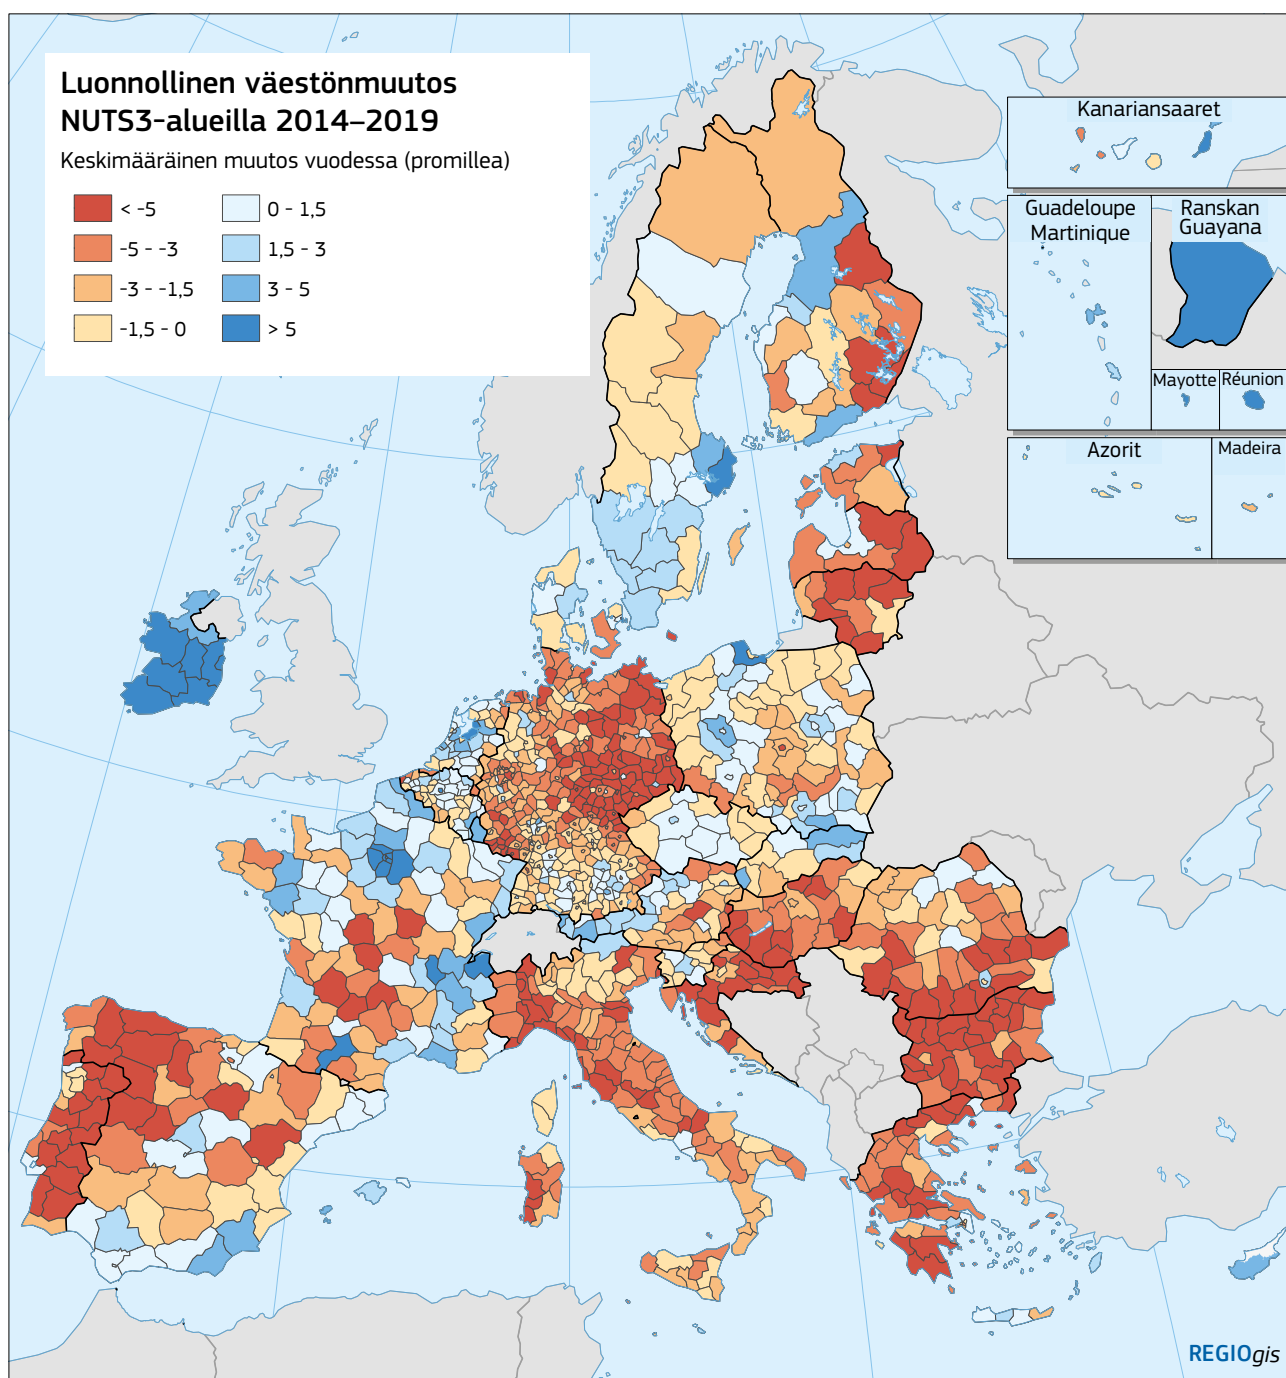 Luonnollinen väestönmuutos
NUTS3-alueilla 2014–2019
Keskimääräinen muutos vuodessa (promillea)
< -5
-5 - -3
-3 - -1,5
-1,5 - 0
0 - 1,5
1,5 - 3
3 - 5
> 5
Kanariansaaret
Guadeloupe
Martinique
Ranskan
Guayana
Mayotte
Réunion
Azorit
Madeira
REGIOgis